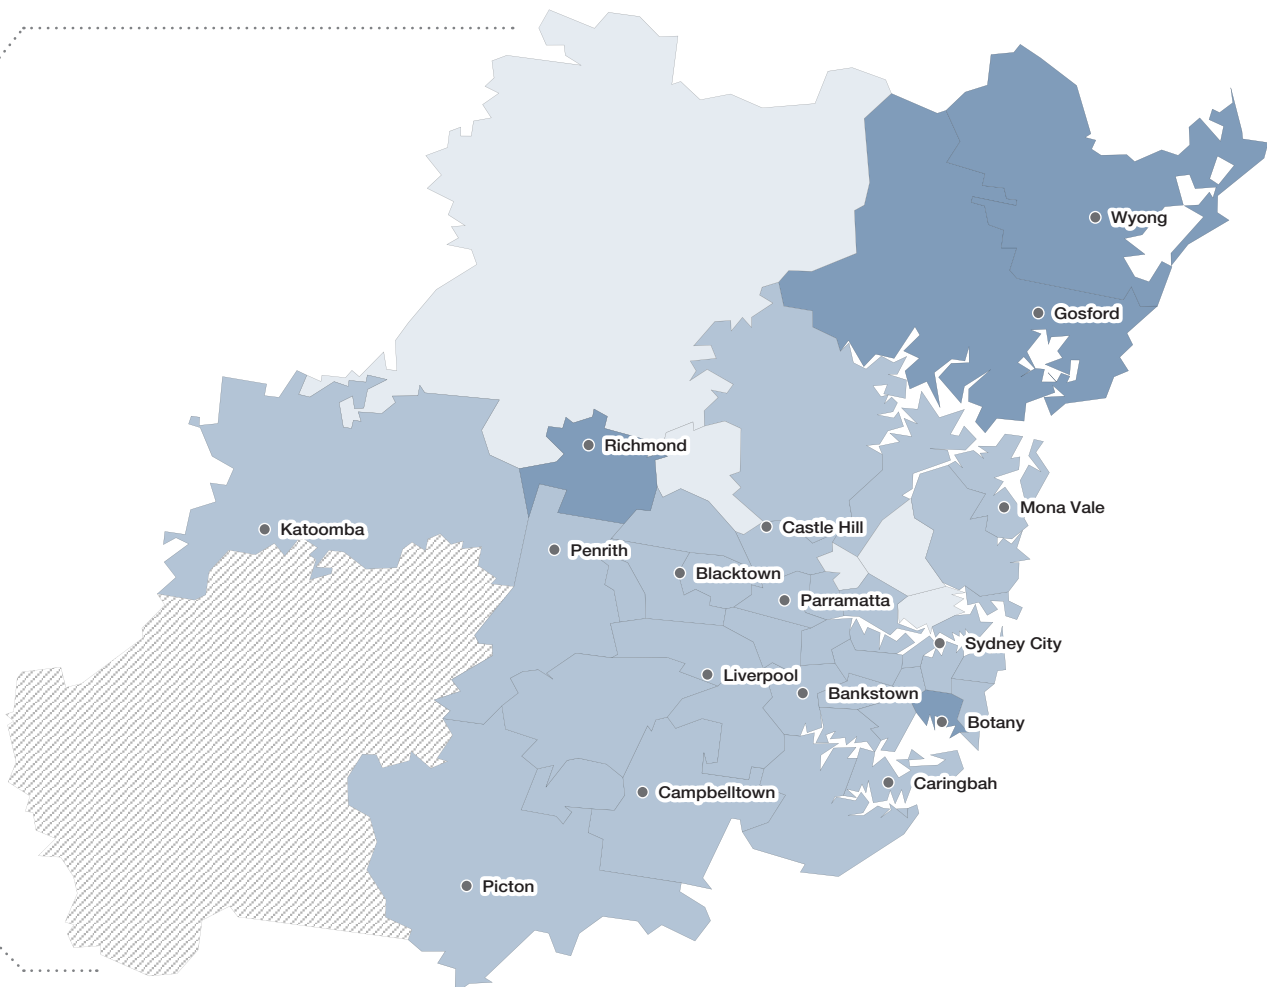 Wyong
Gosford
Richmond
Mona Vale
Castle Hill
Katoomba
Penrith
Blacktown
Parramatta
Sydney City
Liverpool
Bankstown
Botany
Caringbah
Campbelltown
Picton